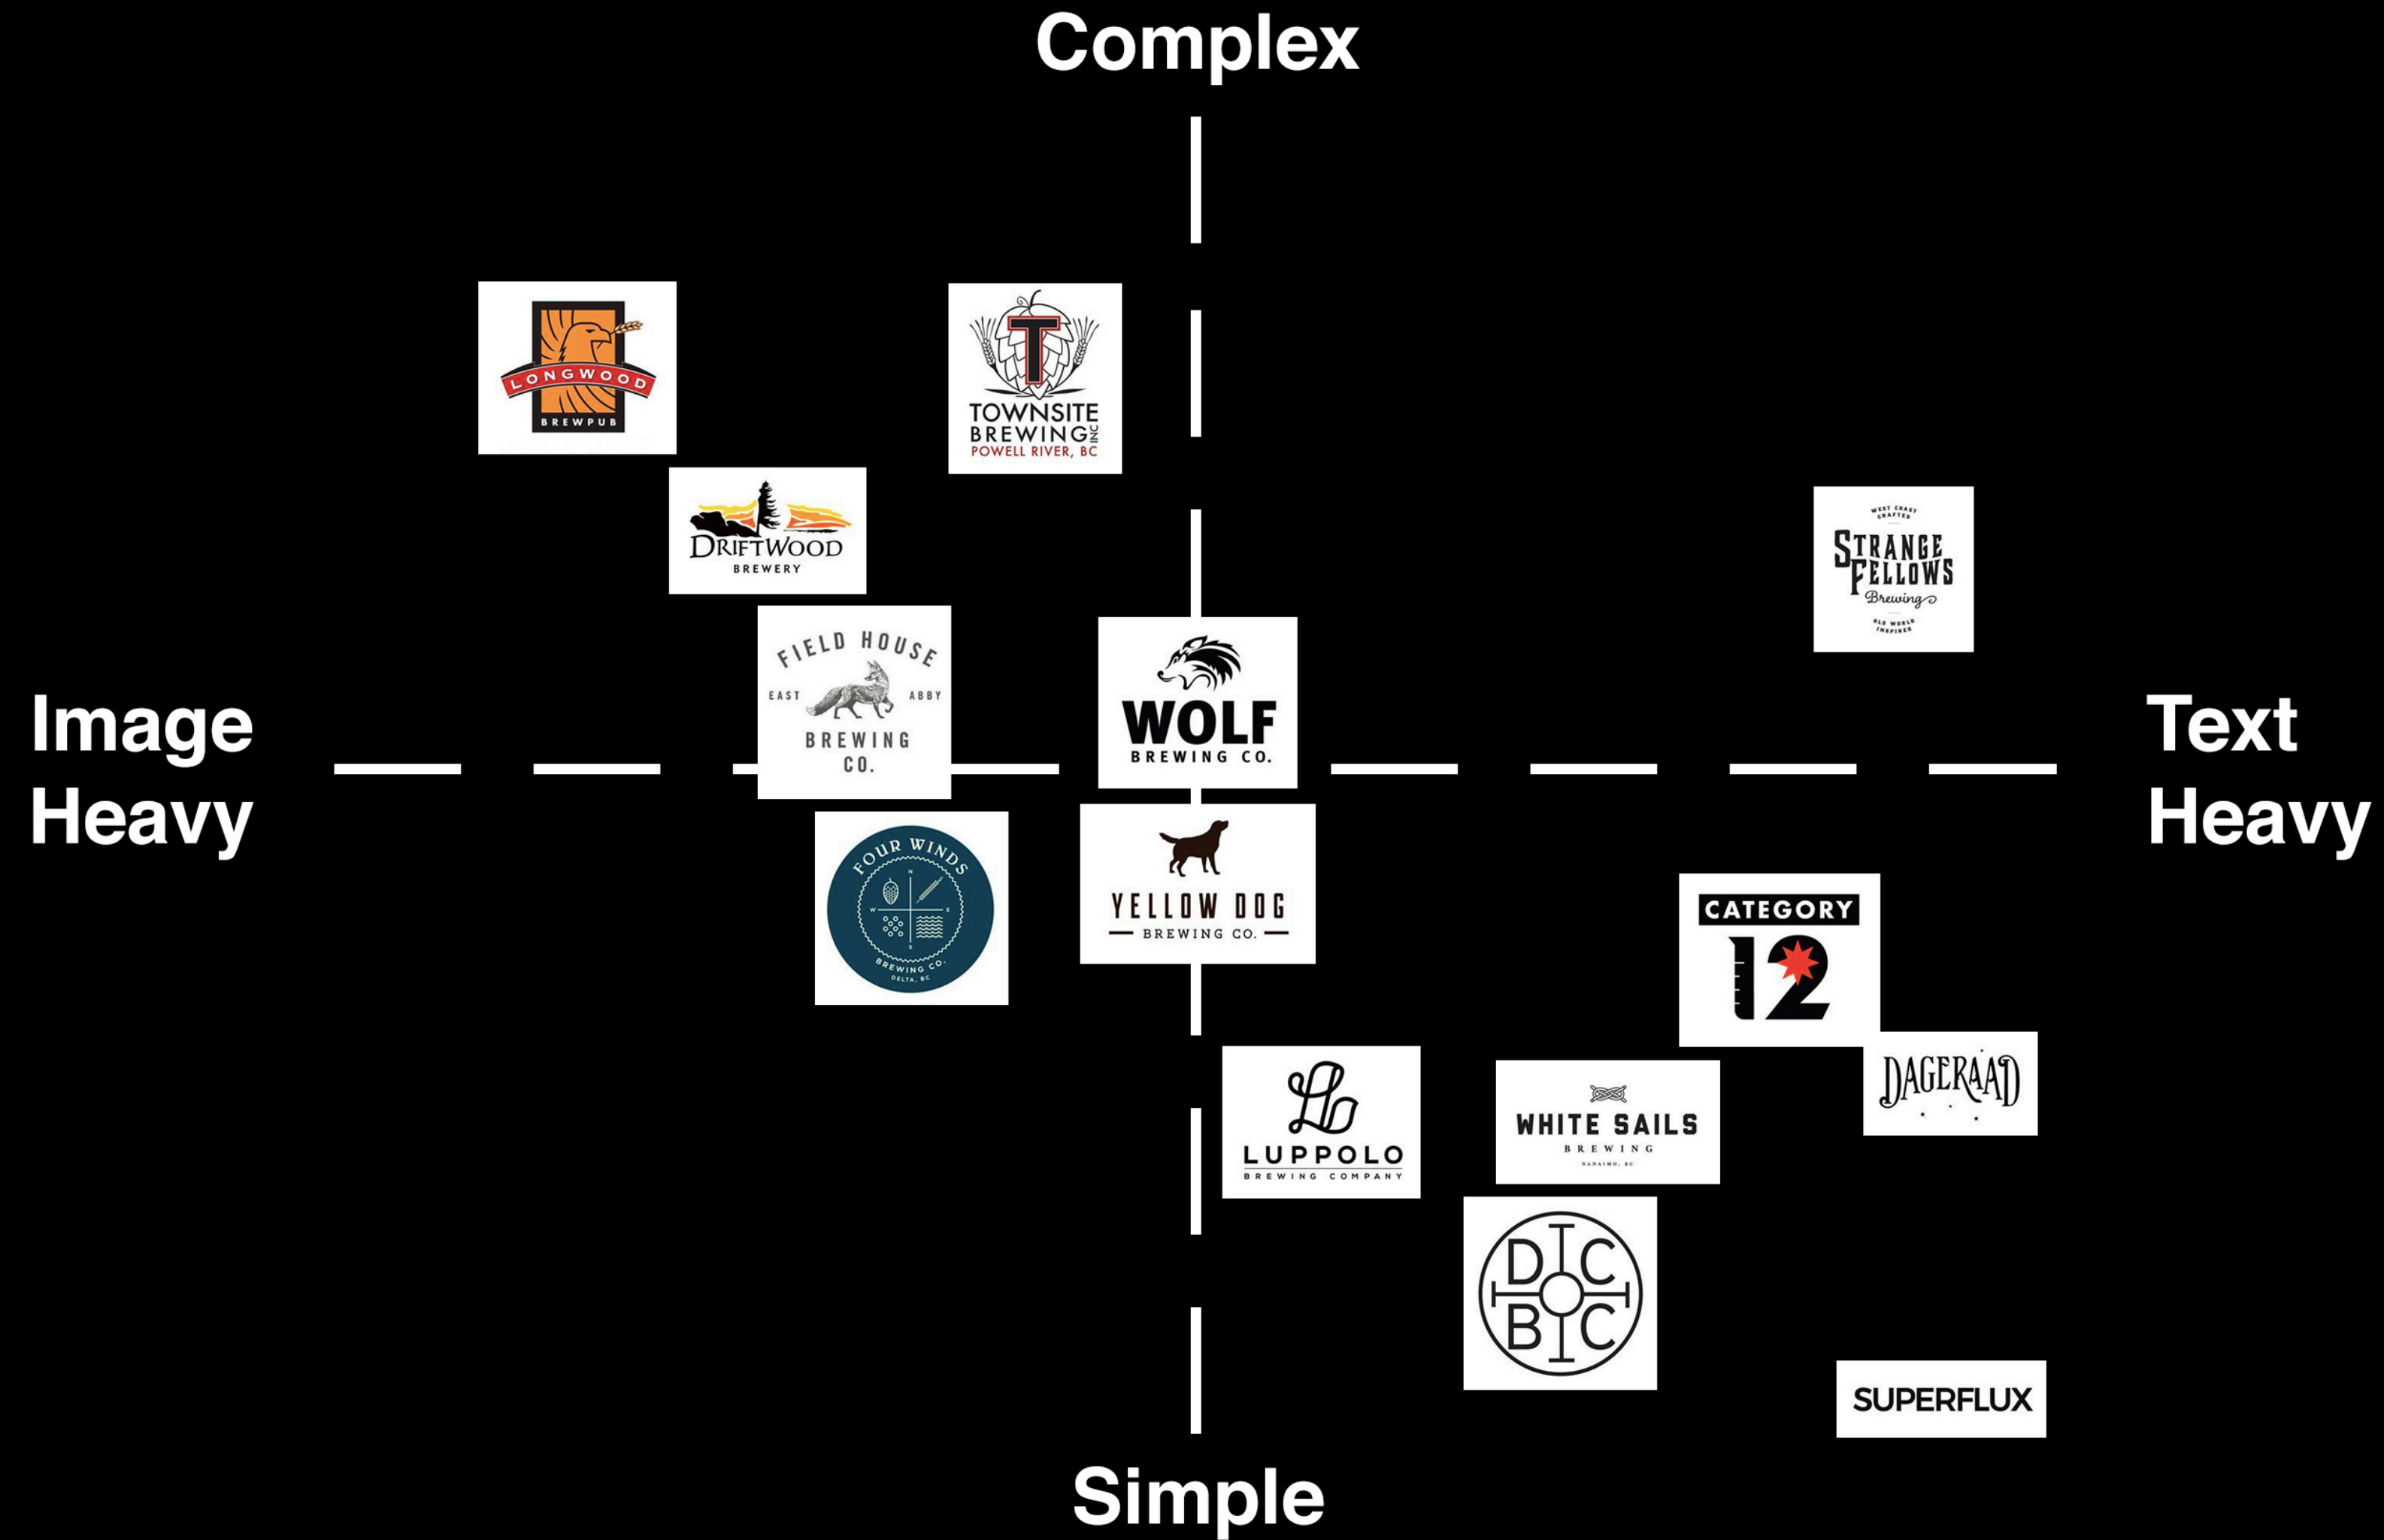 Complex
LONGWOOD
BREWPUB
T
TOWNSITE
BREWING INC
POWELL RIVER, BC
DRIFTWOOD
BREWERY
WEST COAST
CRAFTED
STRANGE
FELLOWS
Brewing
OLD WORLD
INSPIRED
FIELD HOUSE
EAST ABBY
BREWING
CO.
WOLF
BREWING CO.
Image
Heavy
Text
Heavy
FOUR WINDS
N
W E
S
BREWING CO.
DELTA, BC
YELLOW DOG
BREWING CO.
CATEGORY
12
DAGERAAD
Lb
LUPPOLO
BREWING COMPANY
WHITE SAILS
BREWING
NANAIMO, BC
D C
B C
SUPERFLUX
Simple